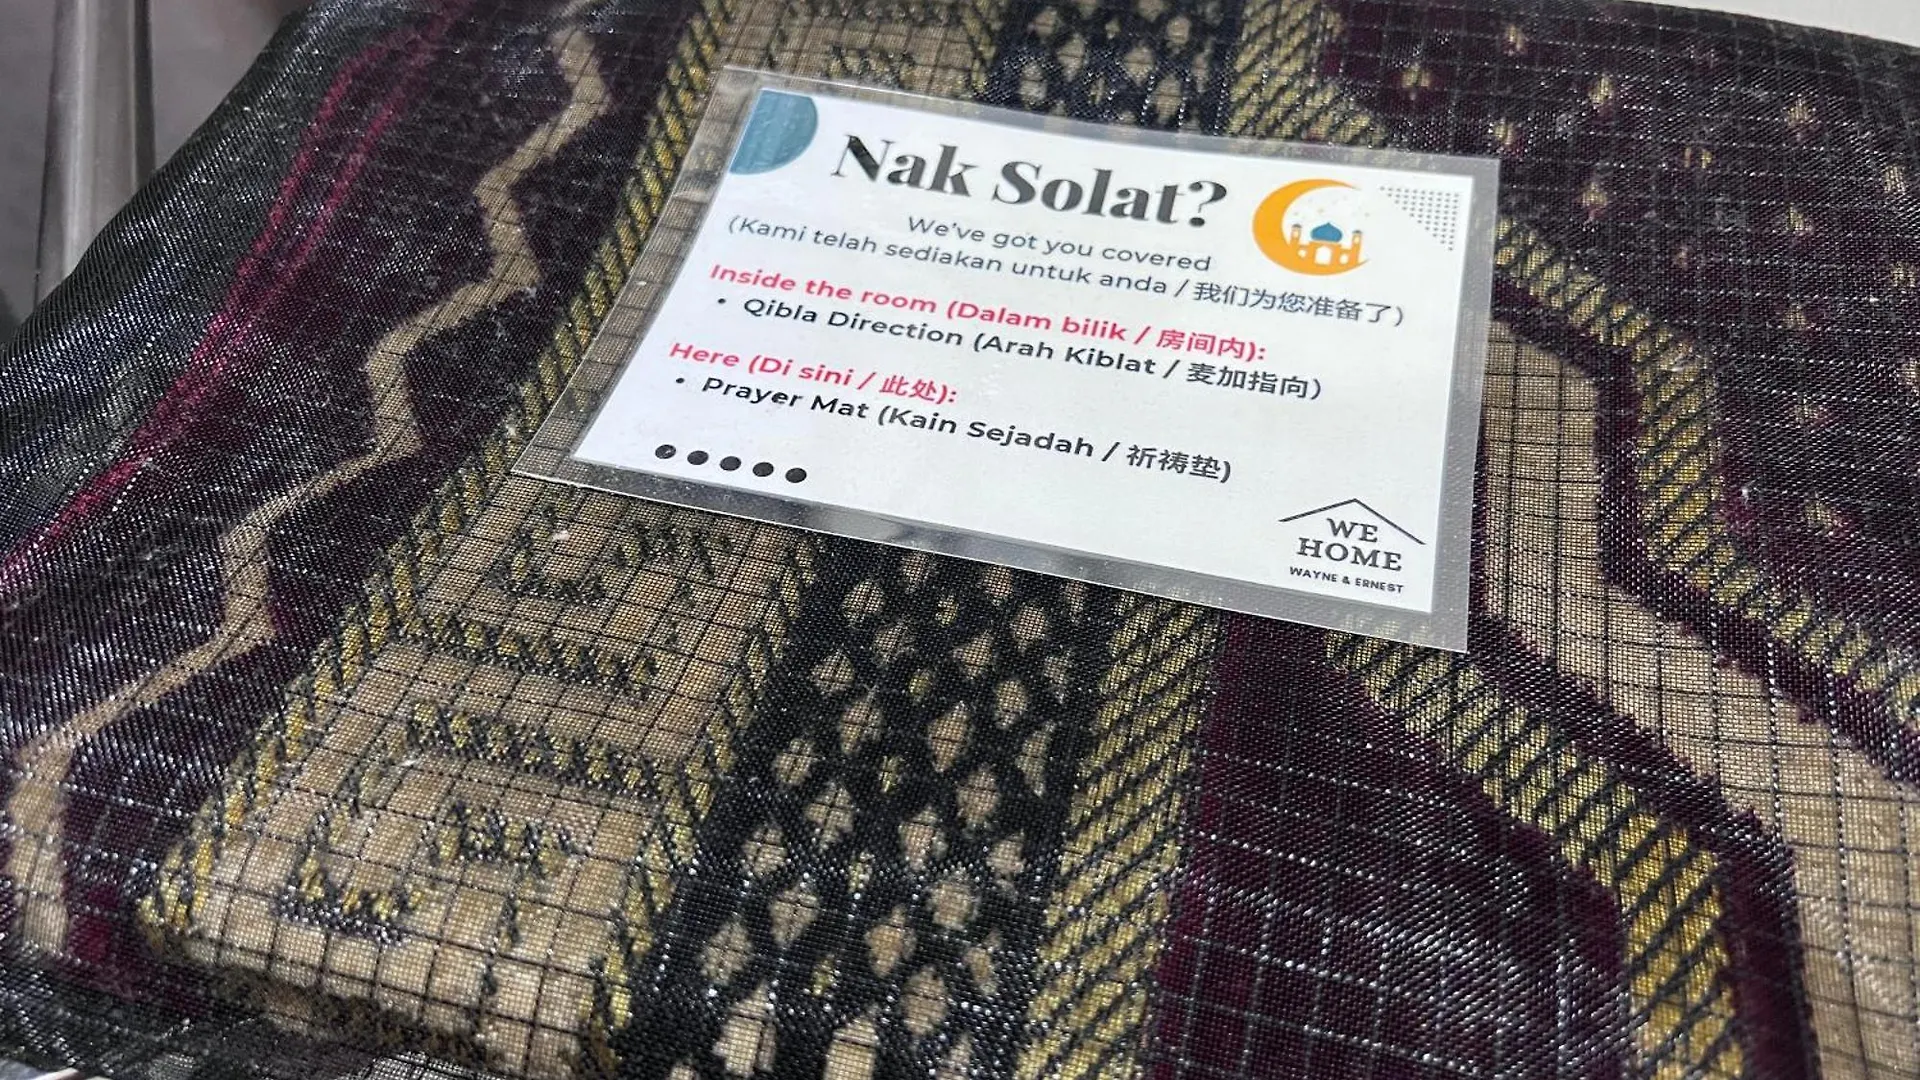 Nak Solat?
We've got you covered
(Kami telah sediakan untuk anda / 我们为您准备了)
Inside the room (Dalam bilik / 房间内):
• Qibla Direction (Arah Kiblat / 麦加指向)
Here (Di sini / 此处):
• Prayer Mat (Kain Sejadah / 祈祷垫)
WE
HOME
WAYNE & ERNEST